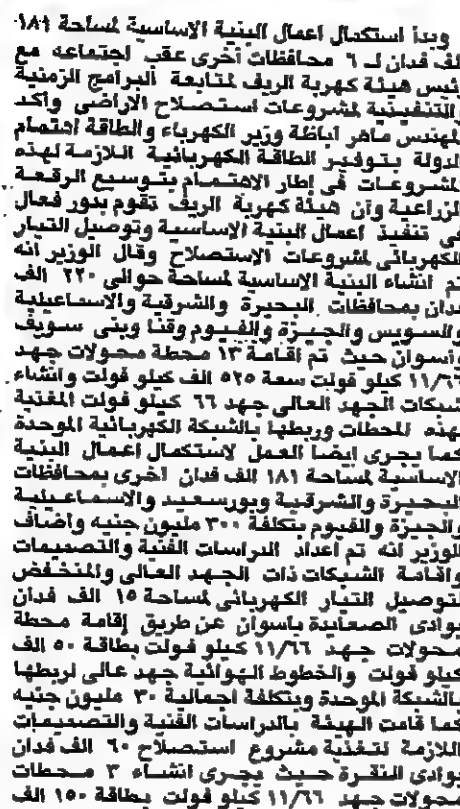 وبدأ استكمال اعمال البنية الاساسية لمساحة ١٨١
الف فدان لـ ٦ محافظات أخرى عقب اجتماعه مع
رئيس هيئة كهربة الريف لمتابعة البرامج الزمنية
والتنفيذية لمشروعات استصلاح الاراضى وأكد
المهندس ماهر أباظة وزير الكهرباء والطاقة اهتمام
الدولة بتوفير الطاقة الكهربائية اللازمة لهذه
المشروعات فى إطار الاهتمام بتوسيع الرقعة
الزراعية وأن هيئة كهربة الريف تقوم بدور فعال
فى تنفيذ اعمال البنية الاساسية وتوصيل التيار
الكهربائى لمشروعات الإستصلاح وقال الوزير انه
تم انشاء البنية الاساسية لمساحة حوالى ٢٢٠ الف
فدان بمحافظات البحيرة والشرقية والاسماعيلية
والسويس والجيزة والفيوم وقنا وبنى سويف
وأسوان حيث تم اقامة ١٣ محطة محولات جهد
١١/٦٦ كيلو فولت سعة ٥٢٥ الف كيلو فولت وانشاء
شبكات الجهد العالى جهد ٦٦ كيلو فولت المغذية
بهذه المحطات وربطها بالشبكة الكهربائية الموحدة
كما يجرى ايضا العمل لاستكمال اعمال البنية
الاساسية لمساحة ١٨١ الف فدان اخرى بمحافظات
البحيرة والشرقية وبورسعيد والاسماعيلية
والجيزة والفيوم بتكلفة ٣٠٠ مليون جنيه وأضاف
الوزير انه تم اعداد الدراسات الفنية والتصميمات
واقامة الشبكات ذات الجهد العالى والمنخفض
لتوصيل التيار الكهربائى لمساحة ١٥ الف فدان
بوادى الصعايدة بأسوان عن طريق إقامة محطة
محولات جهد ١١/٦٦ كيلو فولت بطاقة ٥٠ الف
كيلو فولت والخطوط الهوائية جهد عالى لربطها
بالشبكة الموحدة وبتكلفة اجمالية ٣٠ مليون جنيه
كما قامت الهيئة بالدراسات الفنية والتصميمات
اللازمة لتغذية مشروع استصلاح ٦٠ الف فدان
بوادى النقرة حيث يجرى انشاء ٣ محطات
محولات جهد ١١/٦٦ كيلو فولت بطاقة ١٥٠ الف